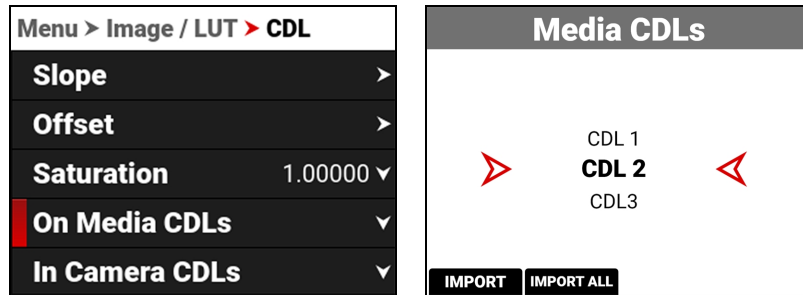 Menu > Image / LUT > CDL
Slope
Offset
Saturation 1.00000
On Media CDLs
In Camera CDLs
Media CDLs
CDL 1
CDL 2
CDL3
IMPORT IMPORT ALL